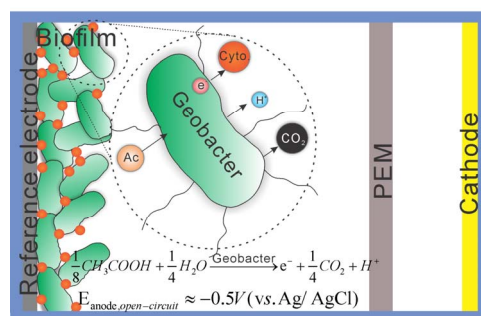 Biofilm
Reference electrode
Cyto
e
H⁺
Geobacter
CO₂
Ac
PEM
Cathode
1/8 CH₃COOH + 1/4 H₂O —Geobacter→ e⁻ + 1/4 CO₂ + H⁺
E anode,open-circuit ≈ −0.5V (vs. Ag/ AgCl)